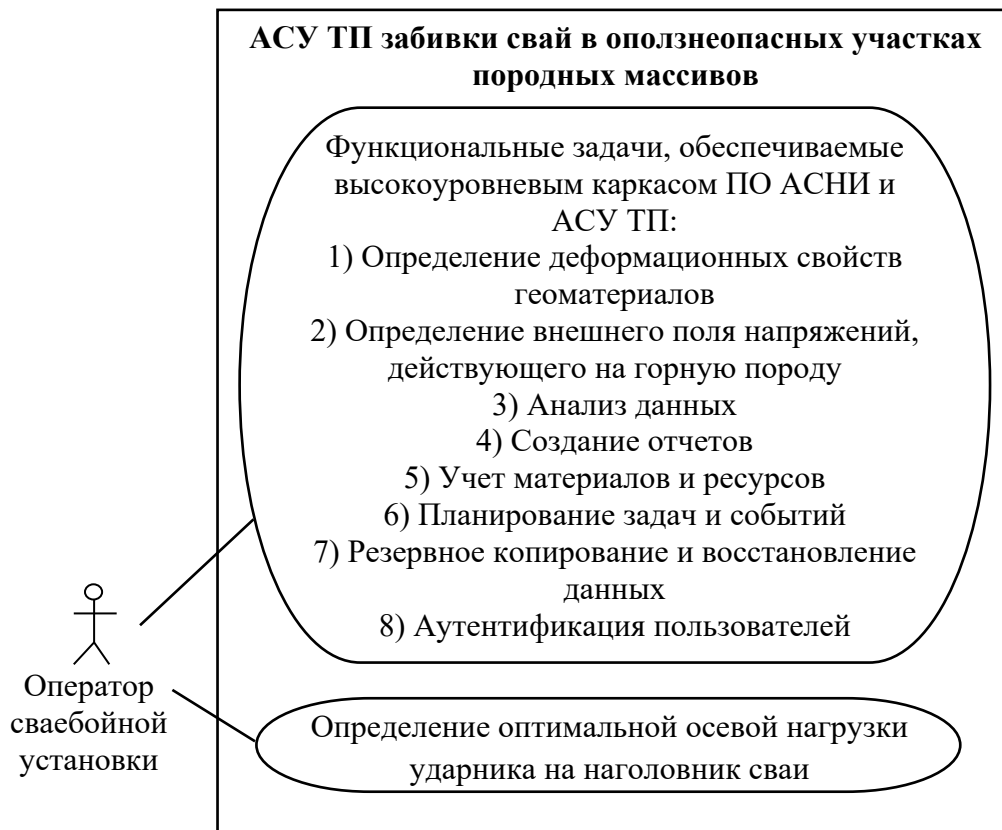 АСУ ТП забивки свай в оползнеопасных участках
породных массивов
Функциональные задачи, обеспечиваемые
высокоуровневым каркасом ПО АСНИ и
АСУ ТП:
1) Определение деформационных свойств
геоматериалов
2) Определение внешнего поля напряжений,
действующего на горную породу
3) Анализ данных
4) Создание отчетов
5) Учет материалов и ресурсов
6) Планирование задач и событий
7) Резервное копирование и восстановление
данных
8) Аутентификация пользователей
Оператор
сваебойной
установки
Определение оптимальной осевой нагрузки
ударника на наголовник сваи